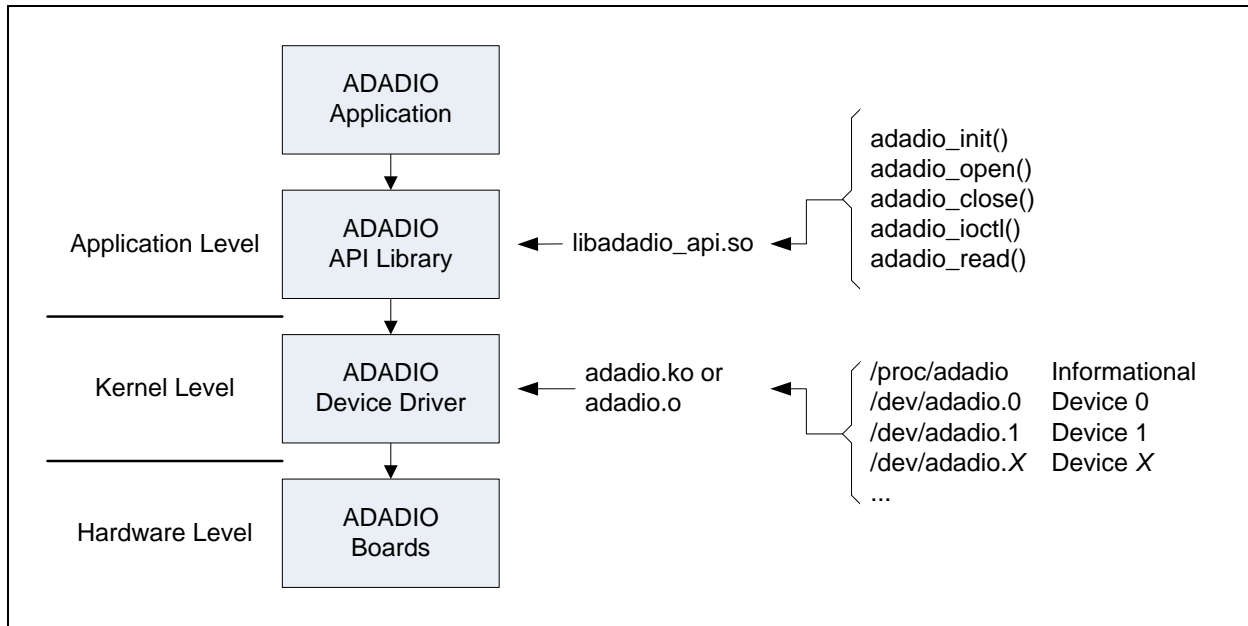 ADADIO
Application
Application Level
ADADIO
API Library
libadadio_api.so
adadio_init()
adadio_open()
adadio_close()
adadio_ioctl()
adadio_read()
Kernel Level
ADADIO
Device Driver
adadio.ko or
adadio.o
/proc/adadio Informational
/dev/adadio.0 Device 0
/dev/adadio.1 Device 1
/dev/adadio.X Device X
...
Hardware Level
ADADIO
Boards